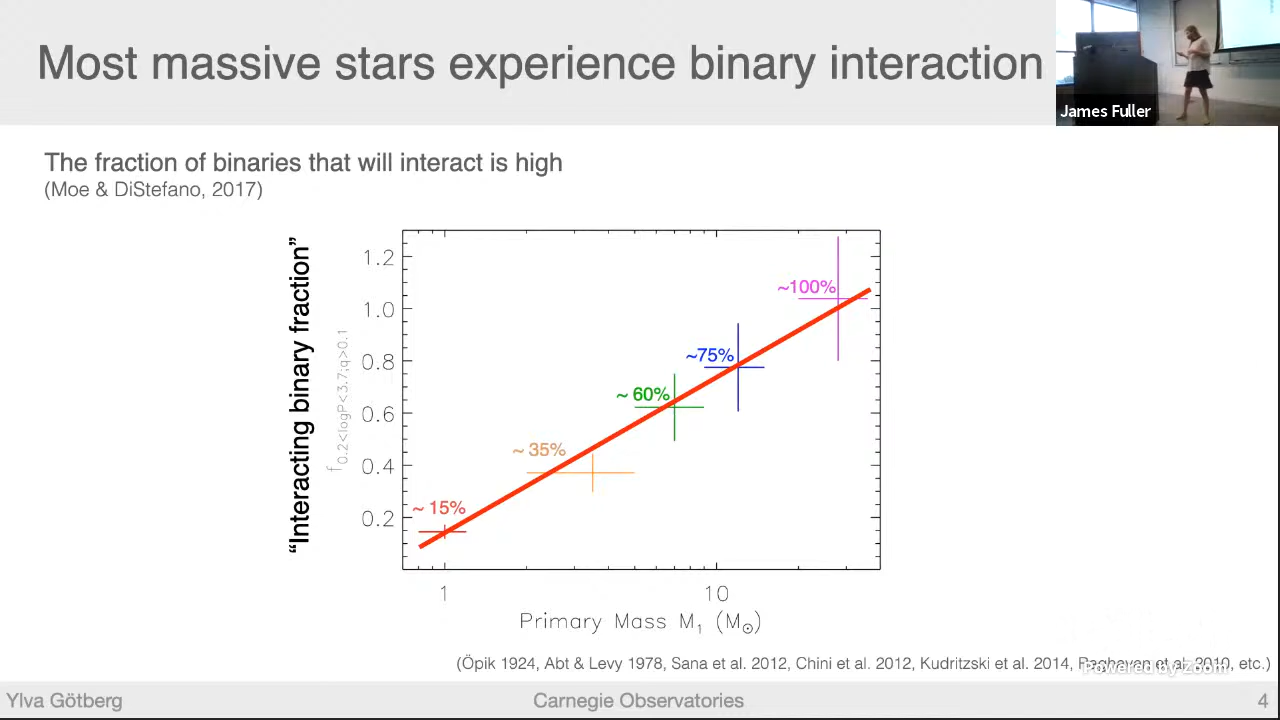 Most massive stars experience binary interaction
James Fuller
The fraction of binaries that will interact is high
(Moe & DiStefano, 2017)
"Interacting binary fraction"
f0.2<logP<3.7;q>0.1
1.2
1.0
0.8
0.6
0.4
0.2
~100%
~75%
~ 60%
~ 35%
~ 15%
1
10
Primary Mass M1 (M☉)
(Öpik 1924, Abt & Levy 1978, Sana et al. 2012, Chini et al. 2012, Kudritzski et al. 2014, Raghavan et al. 2010, etc.)
Powered by Zoom
Ylva Götberg
Carnegie Observatories
4